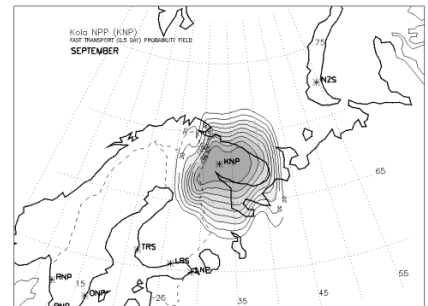 Kola NPP (KNP)
FAST TRANSPORT (0.5 DAY) PROBABILITY FIELD
SEPTEMBER
75
NZS
KNP
65
TRS
LRS
LNP
RNP
15
ONP
26
35
45
55